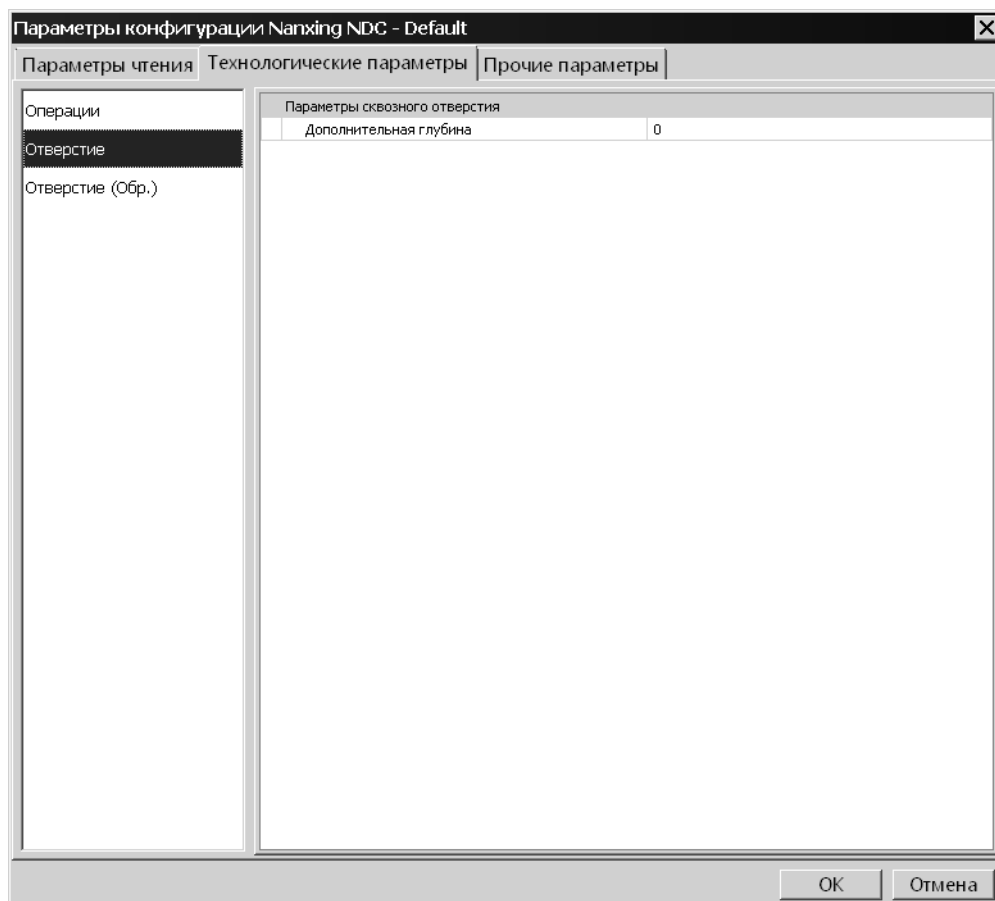 Параметры конфигурации Nanxing NDC - Default
Параметры чтения Технологические параметры Прочие параметры
Операции
Отверстие
Отверстие (Обр.)
Параметры сквозного отверстия
Дополнительная глубина 0
OK Отмена